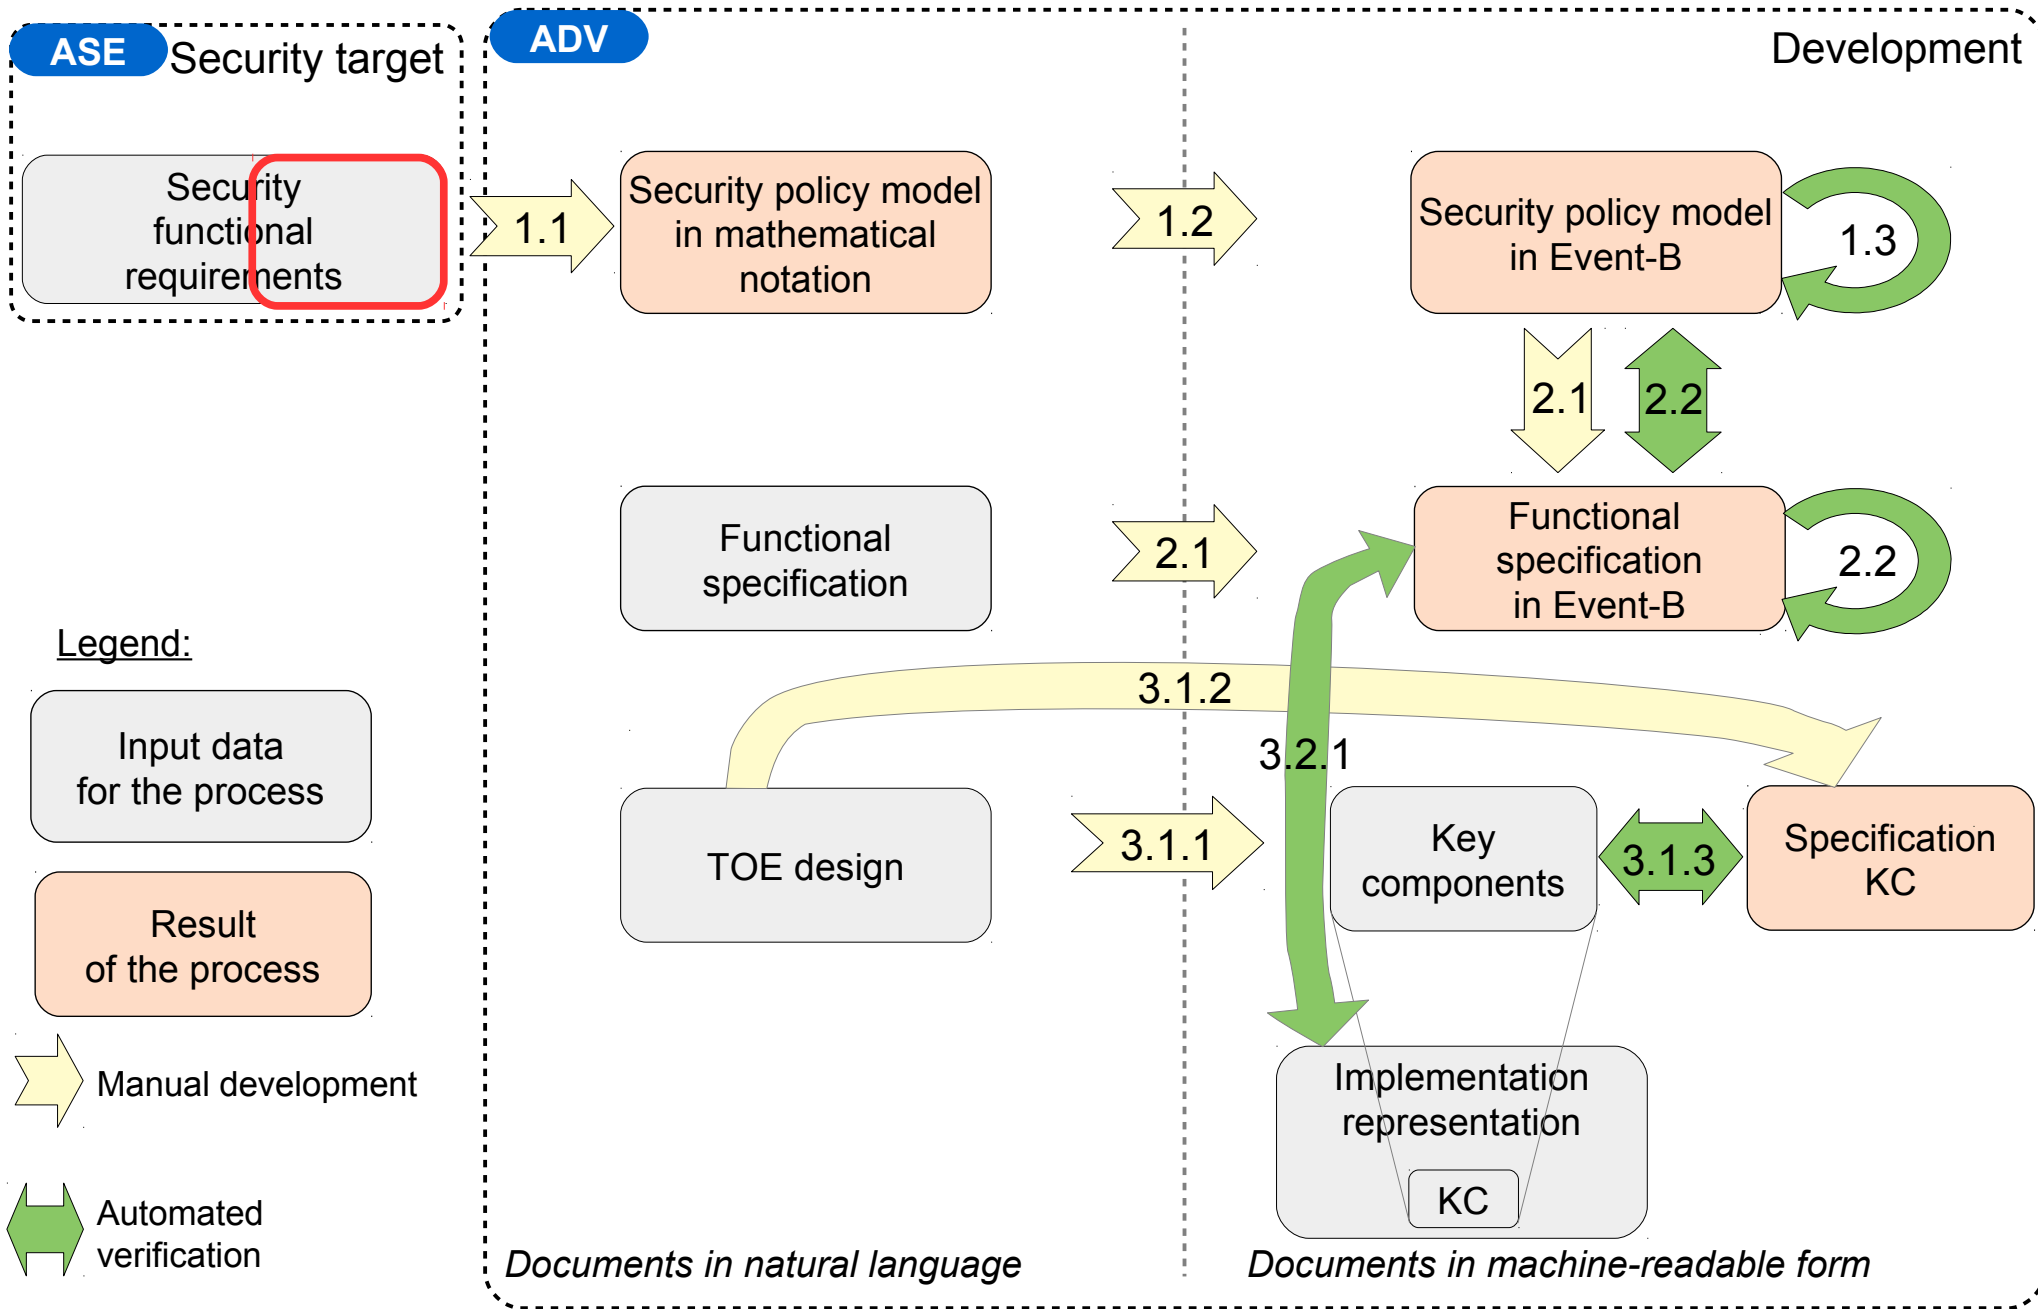 ASE
Security target
ADV
Development
Security
functional
requirements
1.1
Security policy model
in mathematical
notation
1.2
Security policy model
in Event-B
1.3
2.1
2.2
Functional
specification
2.1
Functional
specification
in Event-B
2.2
Legend:
Input data
for the process
Result
of the process
Manual development
Automated
verification
3.1.2
3.2.1
TOE design
3.1.1
Key
components
3.1.3
Specification
KC
Implementation
representation
KC
Documents in natural language
Documents in machine-readable form